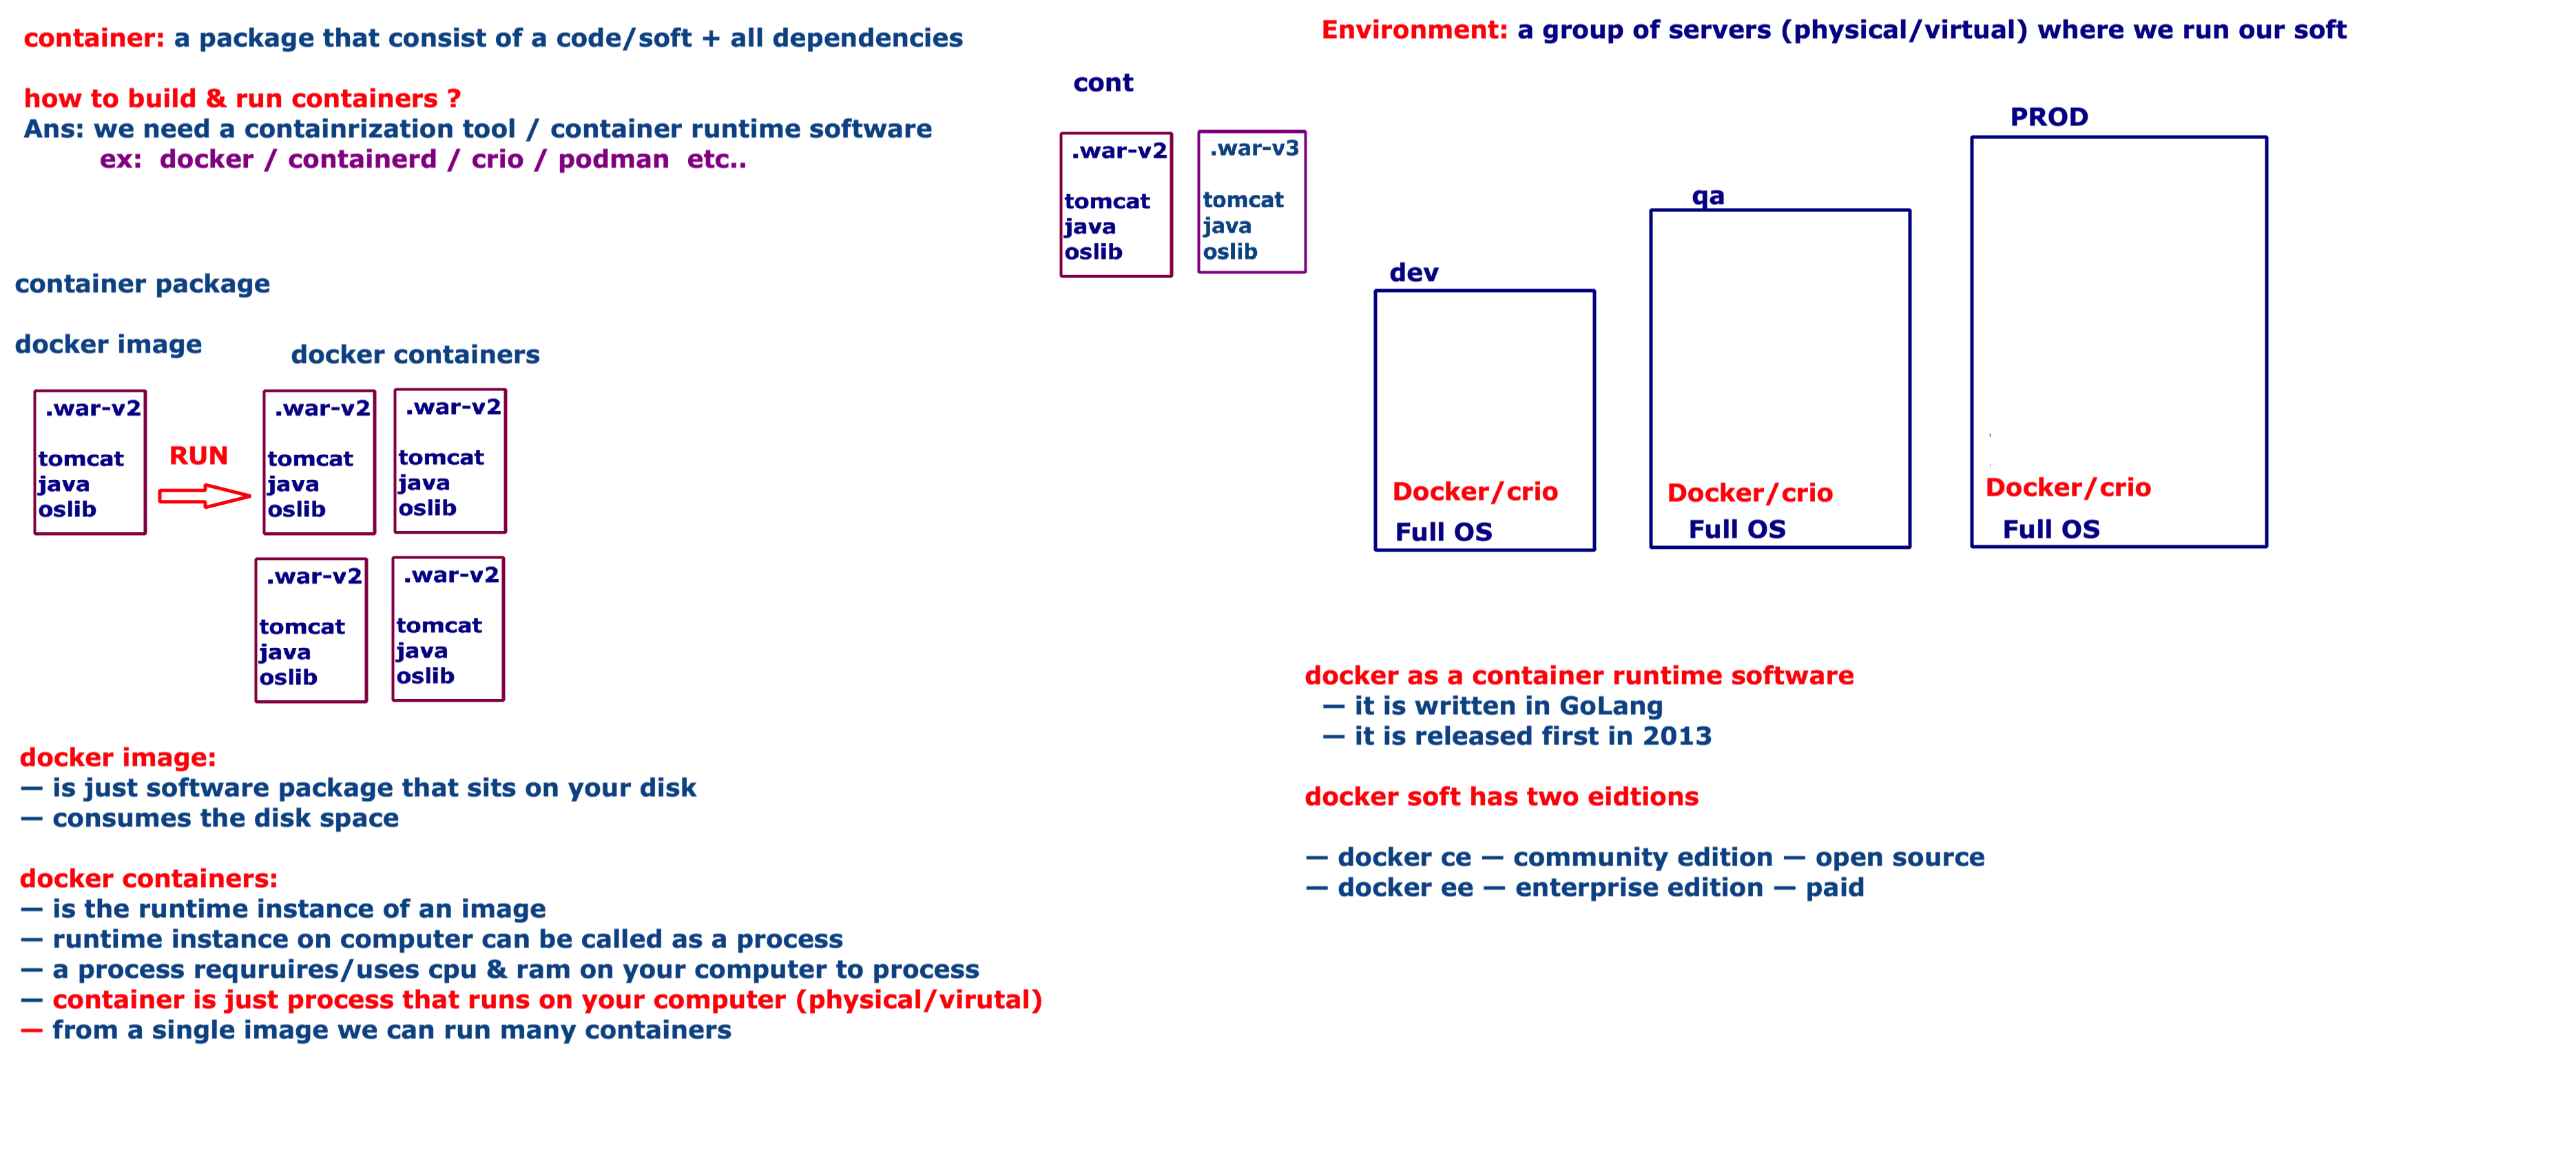 container: a package that consist of a code/soft + all dependencies
how to build & run containers ?
Ans: we need a containrization tool / container runtime software
ex: docker / containerd / crio / podman etc..
container package
docker image
docker containers
.war-v2
tomcat
java
oslib
RUN
.war-v2
tomcat
java
oslib
.war-v2
tomcat
java
oslib
.war-v2
tomcat
java
oslib
.war-v2
tomcat
java
oslib
docker image:
— is just software package that sits on your disk
— consumes the disk space
docker containers:
— is the runtime instance of an image
— runtime instance on computer can be called as a process
— a process requruires/uses cpu & ram on your computer to process
— container is just process that runs on your computer (physical/virutal)
— from a single image we can run many containers
Environment: a group of servers (physical/virtual) where we run our soft
cont
.war-v2
tomcat
java
oslib
.war-v3
tomcat
java
oslib
dev
Docker/crio
Full OS
qa
Docker/crio
Full OS
PROD
Docker/crio
Full OS
docker as a container runtime software
— it is written in GoLang
— it is released first in 2013
docker soft has two eidtions
— docker ce — community edition — open source
— docker ee — enterprise edition — paid